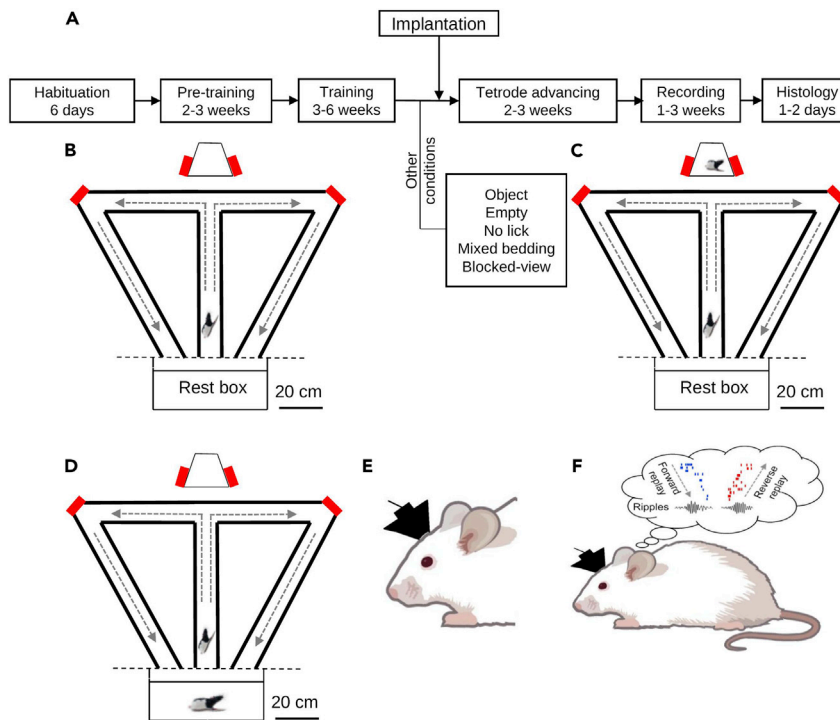 A
Implantation
Habituation
6 days
Pre-training
2-3 weeks
Training
3-6 weeks
Tetrode advancing
2-3 weeks
Recording
1-3 weeks
Histology
1-2 days
Other
conditions
Object
Empty
No lick
Mixed bedding
Blocked-view
B
Rest box
20 cm
C
Rest box
20 cm
D
20 cm
E
F
Forward
replay
Reverse
replay
Ripples